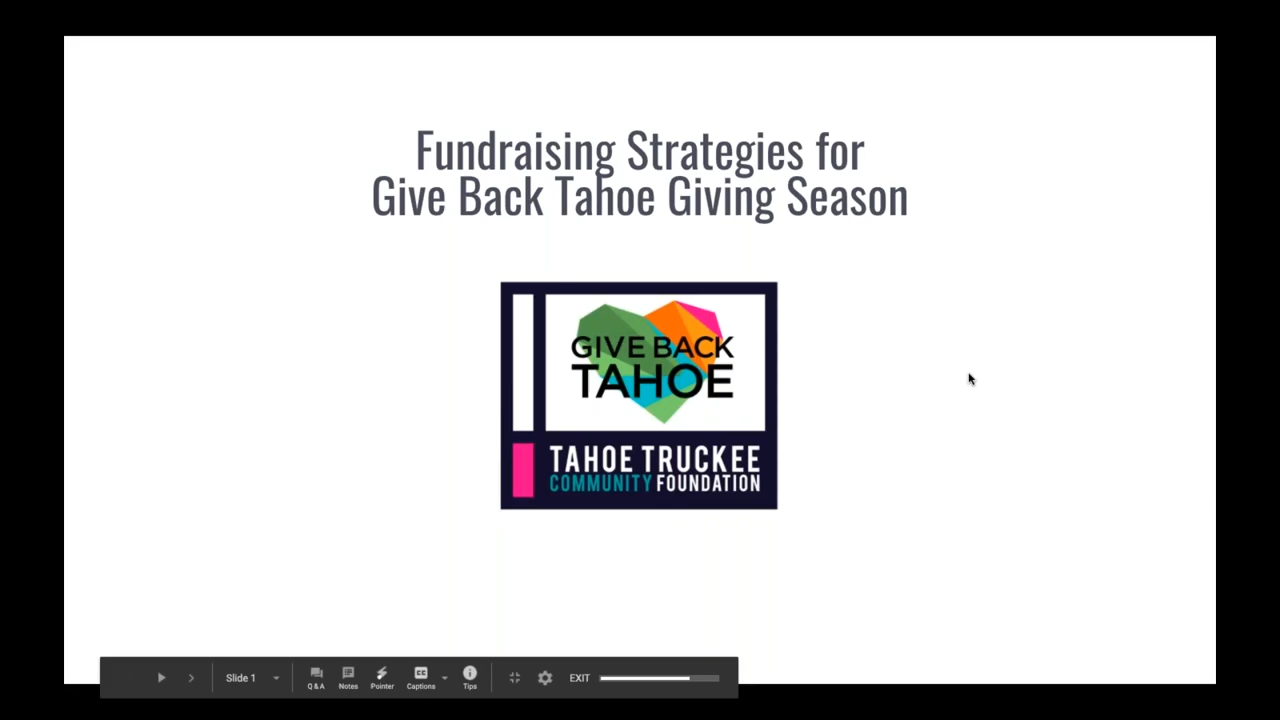 Fundraising Strategies for
Give Back Tahoe Giving Season
GIVE BACK
TAHOE
TAHOE TRUCKEE
COMMUNITY FOUNDATION
Slide 1
Q & A
Notes
Pointer
CC
Captions
Tips
EXIT